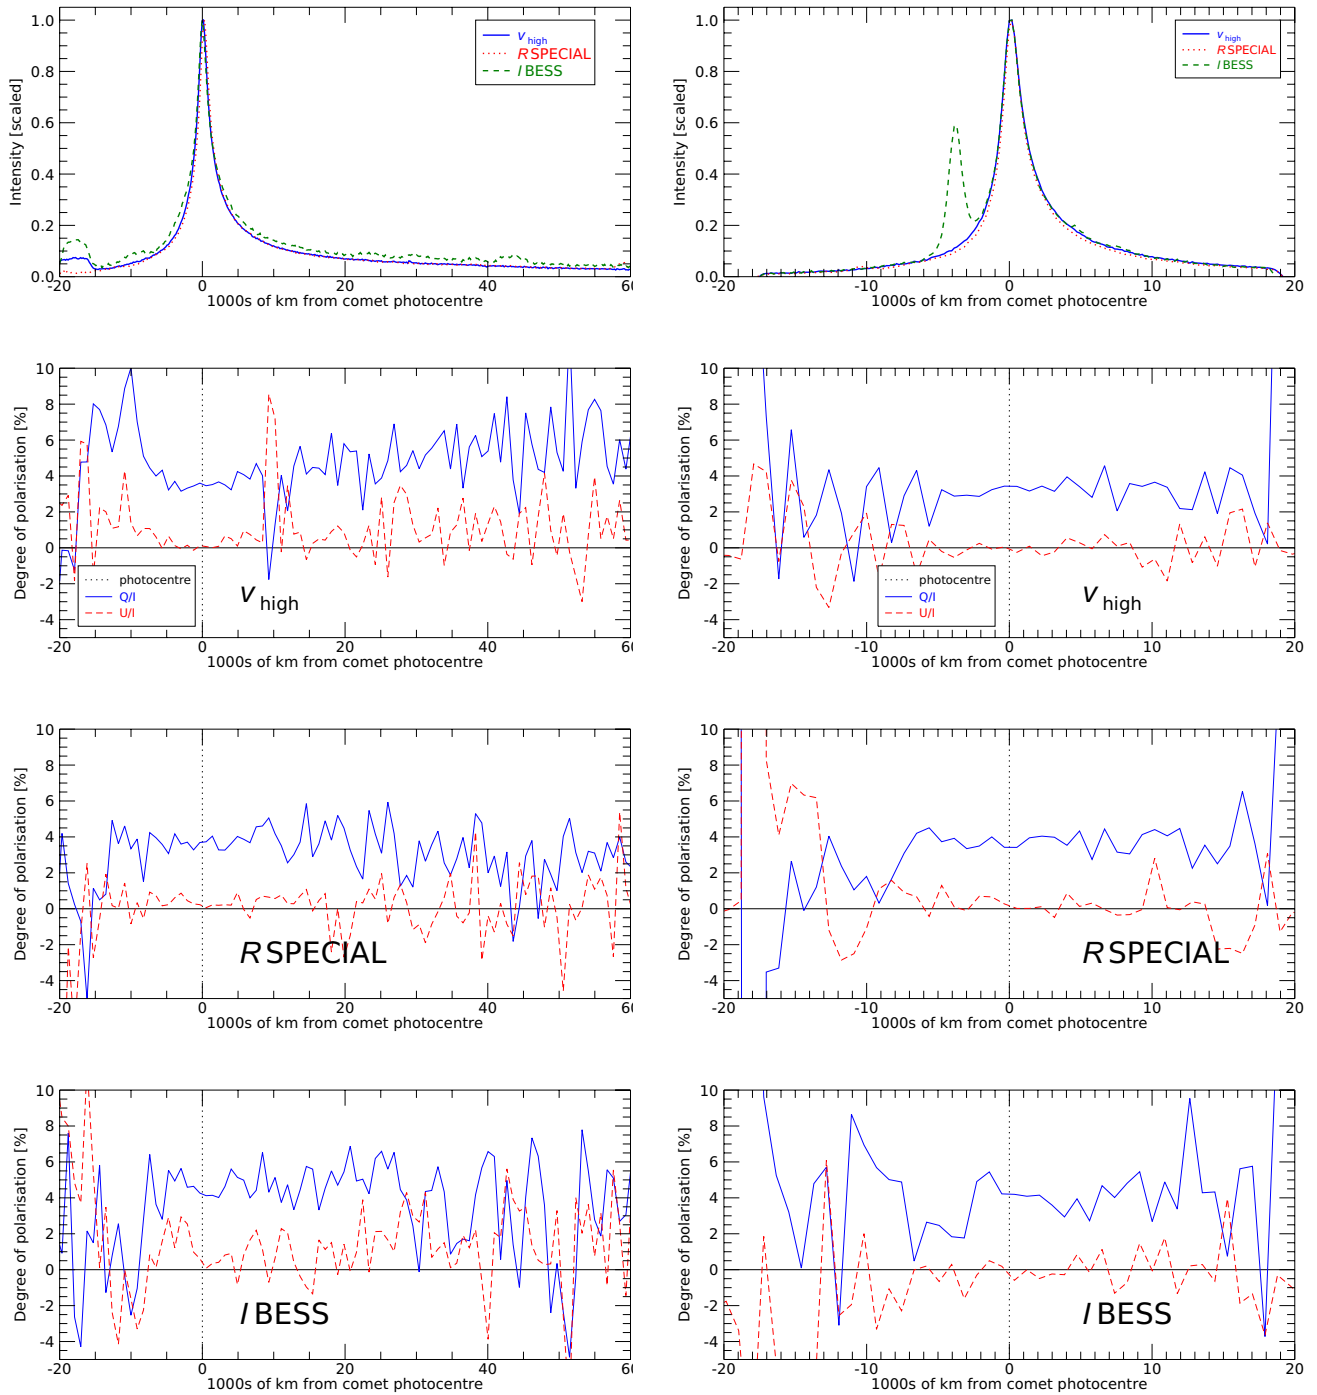 Intensity [scaled]
1.0
0.8
0.6
0.4
0.2
0.0
v high
R SPECIAL
I BESS
-20 0 20 40 60
1000s of km from comet photocentre
Intensity [scaled]
1.0
0.8
0.6
0.4
0.2
0.0
v high
R SPECIAL
I BESS
-20 -10 0 10 20
1000s of km from comet photocentre
Degree of polarisation [%]
10
8
6
4
2
0
-2
-4
photocentre
Q/I
U/I
v high
-20 0 20 40 60
1000s of km from comet photocentre
Degree of polarisation [%]
10
8
6
4
2
0
-2
-4
photocentre
Q/I
U/I
v high
-20 -10 0 10 20
1000s of km from comet photocentre
Degree of polarisation [%]
10
8
6
4
2
0
-2
-4
R SPECIAL
-20 0 20 40 60
1000s of km from comet photocentre
Degree of polarisation [%]
10
8
6
4
2
0
-2
-4
R SPECIAL
-20 -10 0 10 20
1000s of km from comet photocentre
Degree of polarisation [%]
10
8
6
4
2
0
-2
-4
I BESS
-20 0 20 40 60
1000s of km from comet photocentre
Degree of polarisation [%]
10
8
6
4
2
0
-2
-4
I BESS
-20 -10 0 10 20
1000s of km from comet photocentre